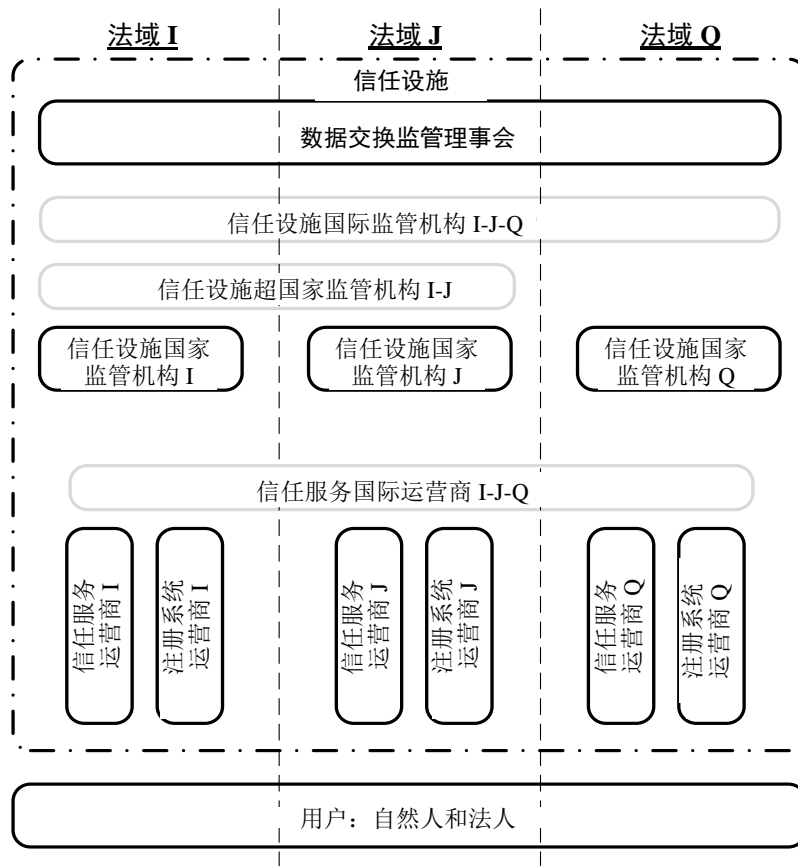 法域 I
法域 J
法域 Q
信任设施
数据交换监管理事会
信任设施国际监管机构 I-J-Q
信任设施超国家监管机构 I-J
信任设施国家
监管机构 I
信任设施国家
监管机构 J
信任设施国家
监管机构 Q
信任服务国际运营商 I-J-Q
信任服务
运营商 I
注册系统
运营商 I
信任服务
运营商 J
注册系统
运营商 J
信任服务
运营商 Q
注册系统
运营商 Q
用户：自然人和法人